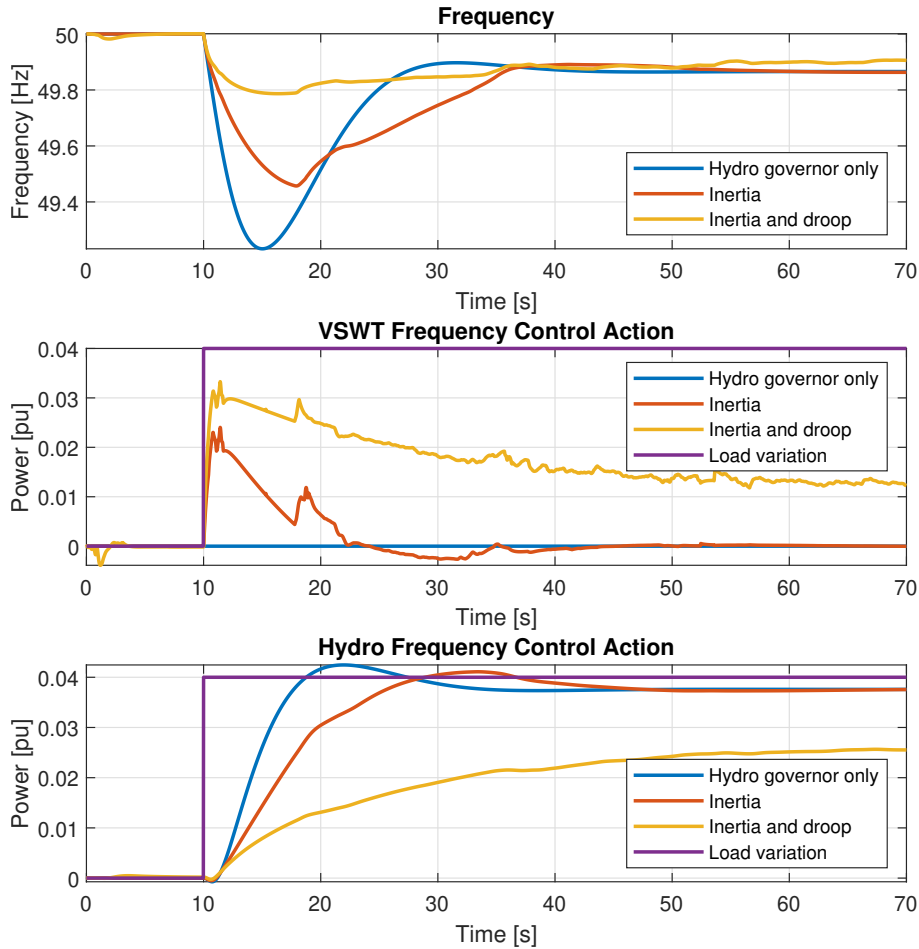 Frequency
50
49.8
49.6
49.4
Frequency [Hz]
Hydro governor only
Inertia
Inertia and droop
0 10 20 30 40 50 60 70
Time [s]
VSWT Frequency Control Action
0.04
0.03
0.02
0.01
0
Power [pu]
Hydro governor only
Inertia
Inertia and droop
Load variation
0 10 20 30 40 50 60 70
Time [s]
Hydro Frequency Control Action
0.04
0.03
0.02
0.01
0
Power [pu]
Hydro governor only
Inertia
Inertia and droop
Load variation
0 10 20 30 40 50 60 70
Time [s]